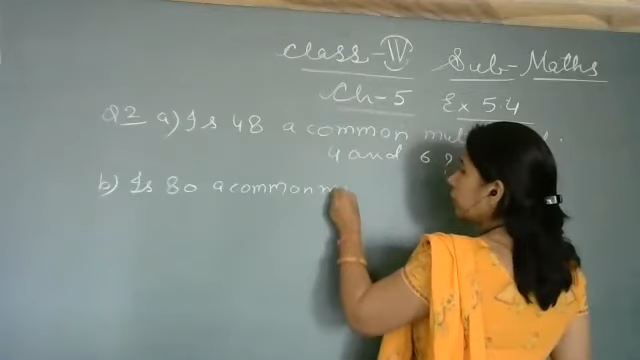 Class-IV Sub-Maths
Ch-5 Ex 5.4
Q2 a) Is 48 a common
4 and 6 ?
b) Is 80 a common m